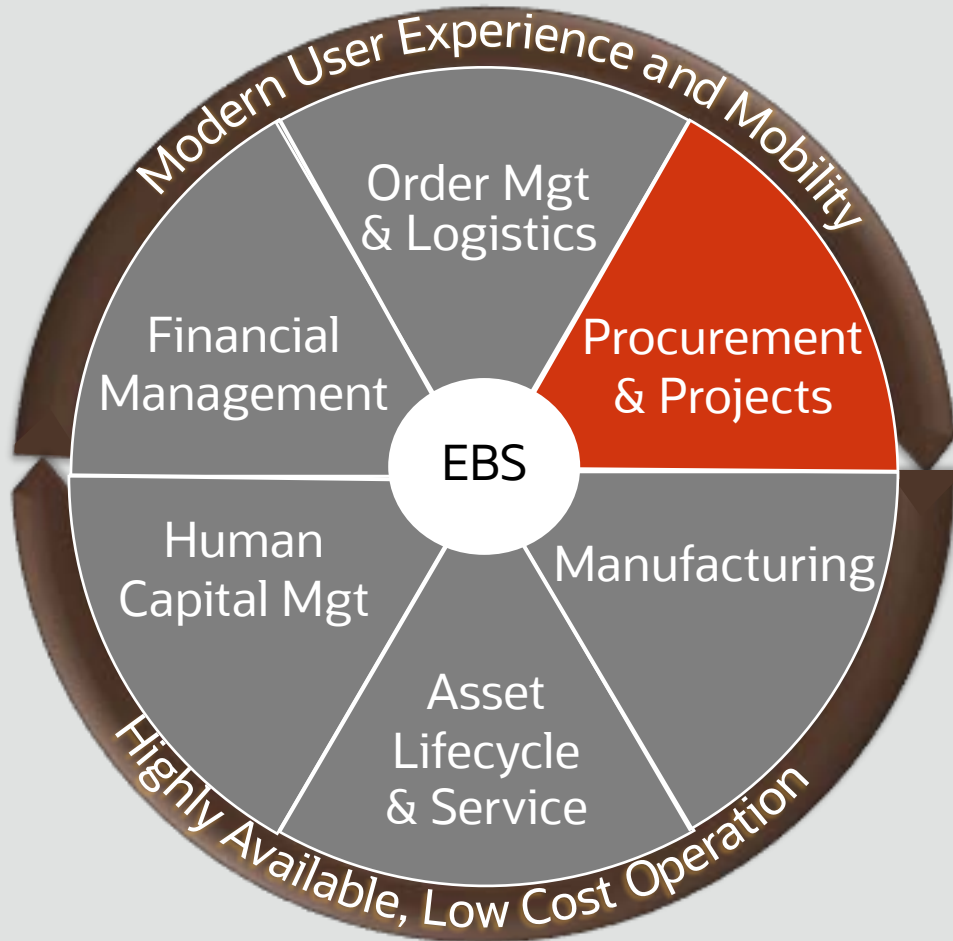 Modern User Experience and Mobility
Order Mgt
& Logistics
Procurement
& Projects
Financial
Management
EBS
Human
Capital Mgt
Manufacturing
Asset
Lifecycle
& Service
Highly Available, Low Cost Operation